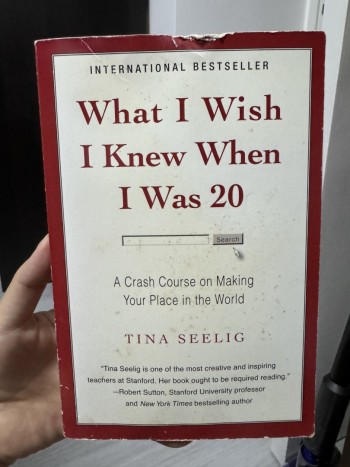 INTERNATIONAL BESTSELLER
What I Wish
I Knew When
I Was 20
Search
A Crash Course on Making
Your Place in the World
TINA SEELIG
"Tina Seelig is one of the most creative and inspiring
teachers at Stanford. Her book ought to be required reading."
—Robert Sutton, Stanford University professor
and New York Times bestselling author